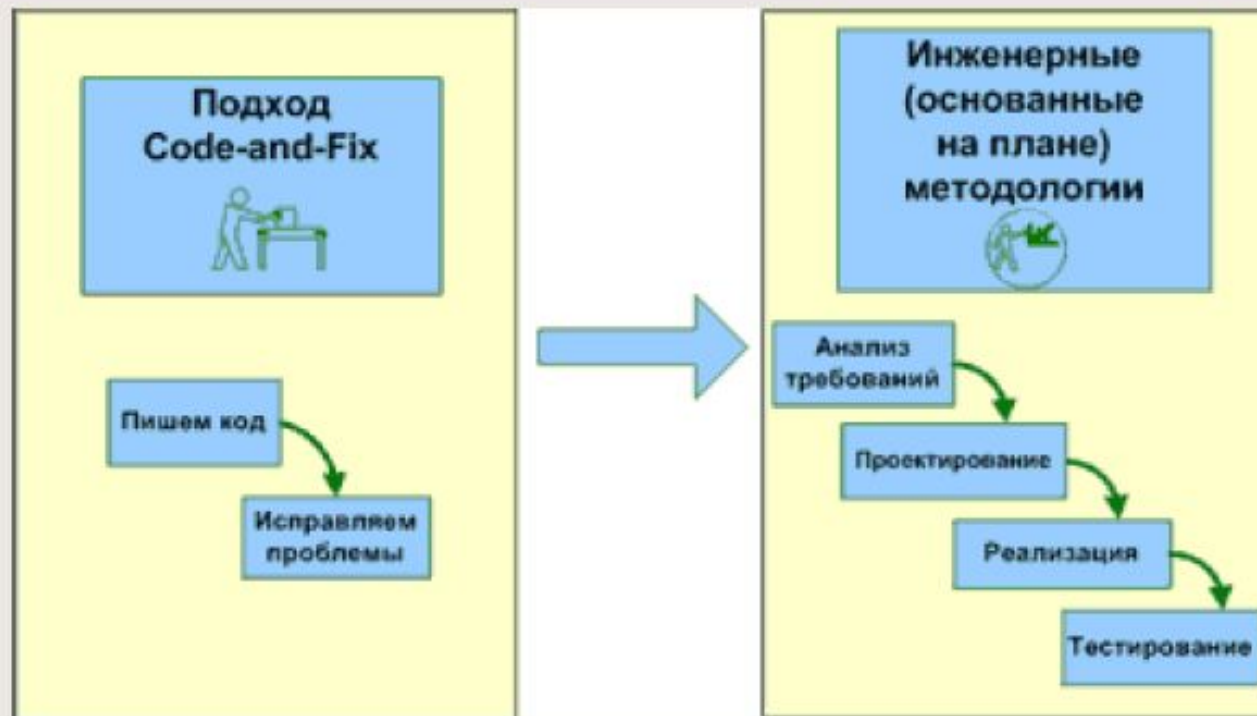 Подход
Code-and-Fix
Пишем код
Исправляем
проблемы
Инженерные
(основанные
на плане)
методологии
Анализ
требований
Проектирование
Реализация
Тестирование